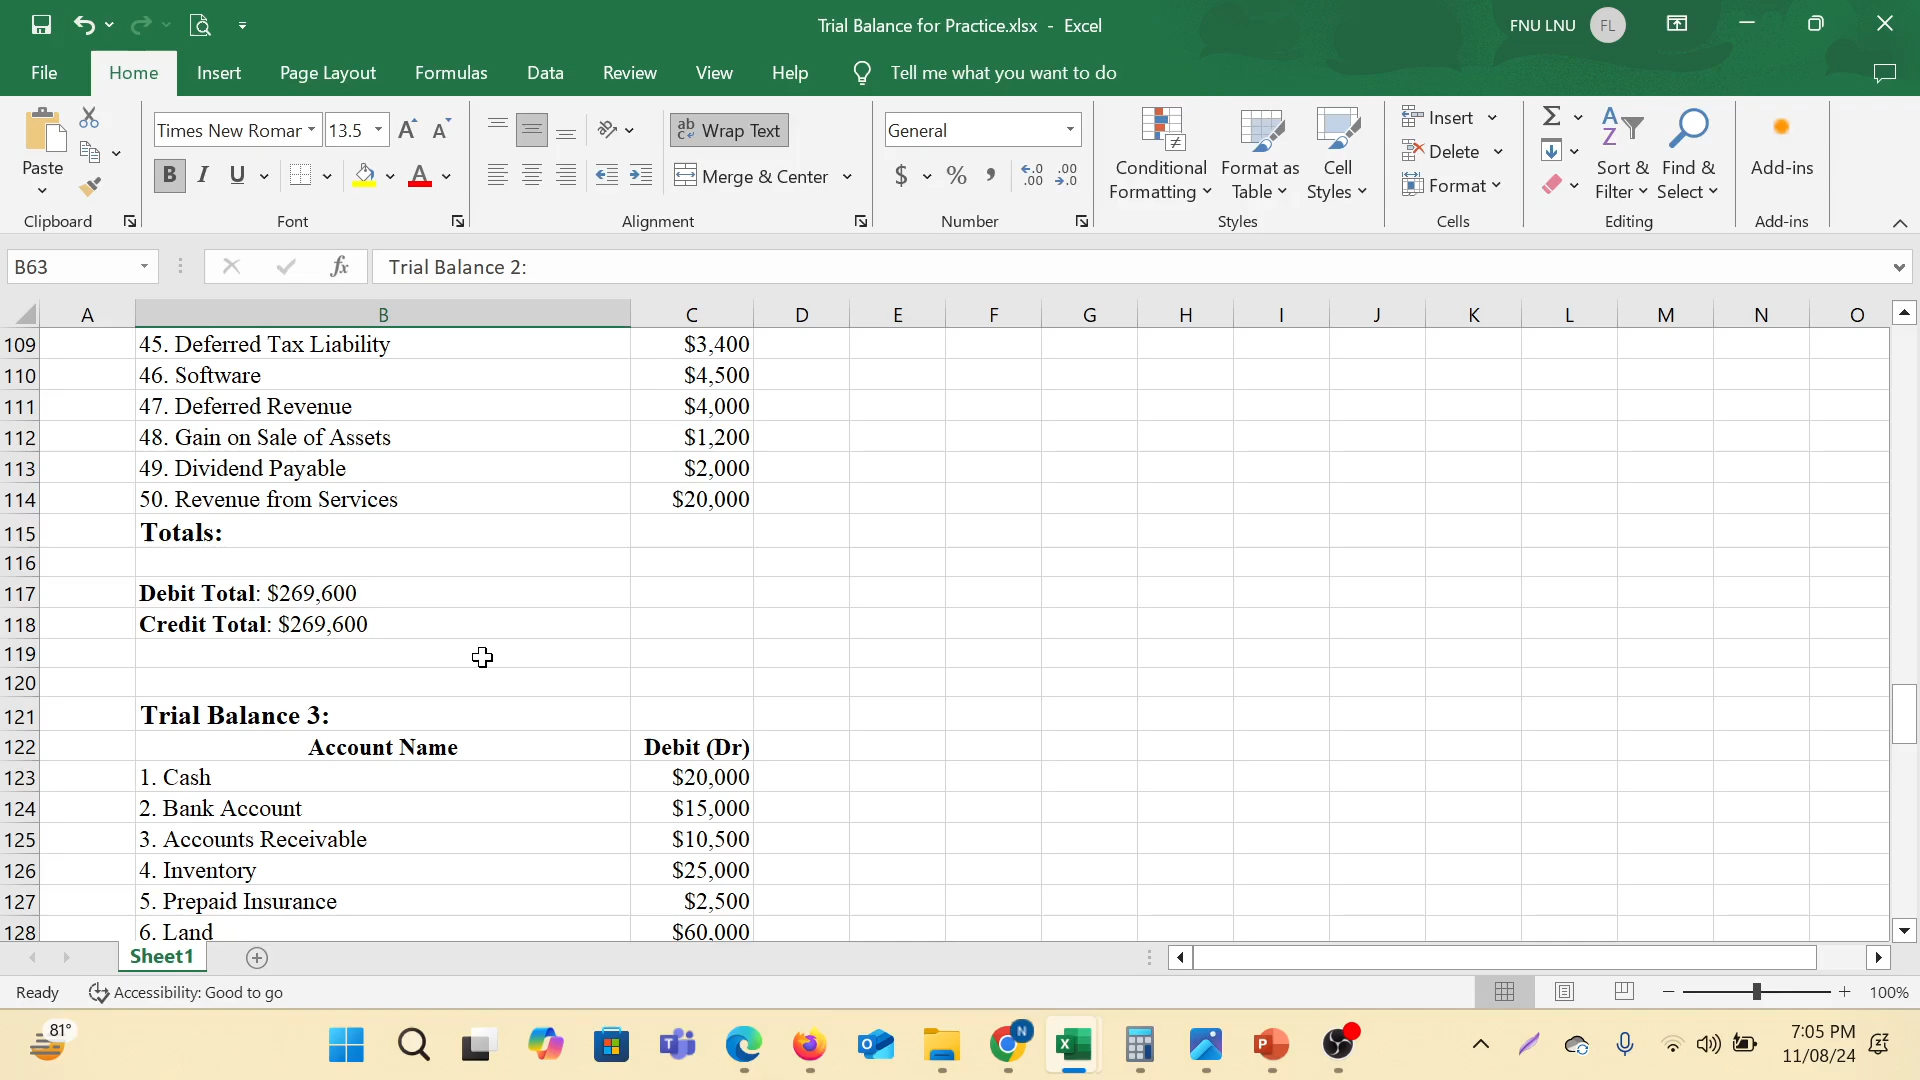 Trial Balance for Practice.xlsx - Excel
FNU LNU FL
File Home Insert Page Layout Formulas Data Review View Help Tell me what you want to do
Times New Roman 13.5 Wrap Text General Insert
Paste Conditional Format as Cell Delete Sort & Find & Add-ins
B I U A Merge & Center $ % Formatting Table Styles Format Filter Select
Clipboard Font Alignment Number Styles Cells Editing Add-ins
B63 fx Trial Balance 2:
A B C D E F G H I J K L M N O
109 45. Deferred Tax Liability $3,400
110 46. Software $4,500
111 47. Deferred Revenue $4,000
112 48. Gain on Sale of Assets $1,200
113 49. Dividend Payable $2,000
114 50. Revenue from Services $20,000
115 Totals:
116
117 Debit Total: $269,600
118 Credit Total: $269,600
119
120
121 Trial Balance 3:
122 Account Name Debit (Dr)
123 1. Cash $20,000
124 2. Bank Account $15,000
125 3. Accounts Receivable $10,500
126 4. Inventory $25,000
127 5. Prepaid Insurance $2,500
128 6. Land $60,000
Sheet1
Ready Accessibility: Good to go 100%
81° 7:05 PM
11/08/24